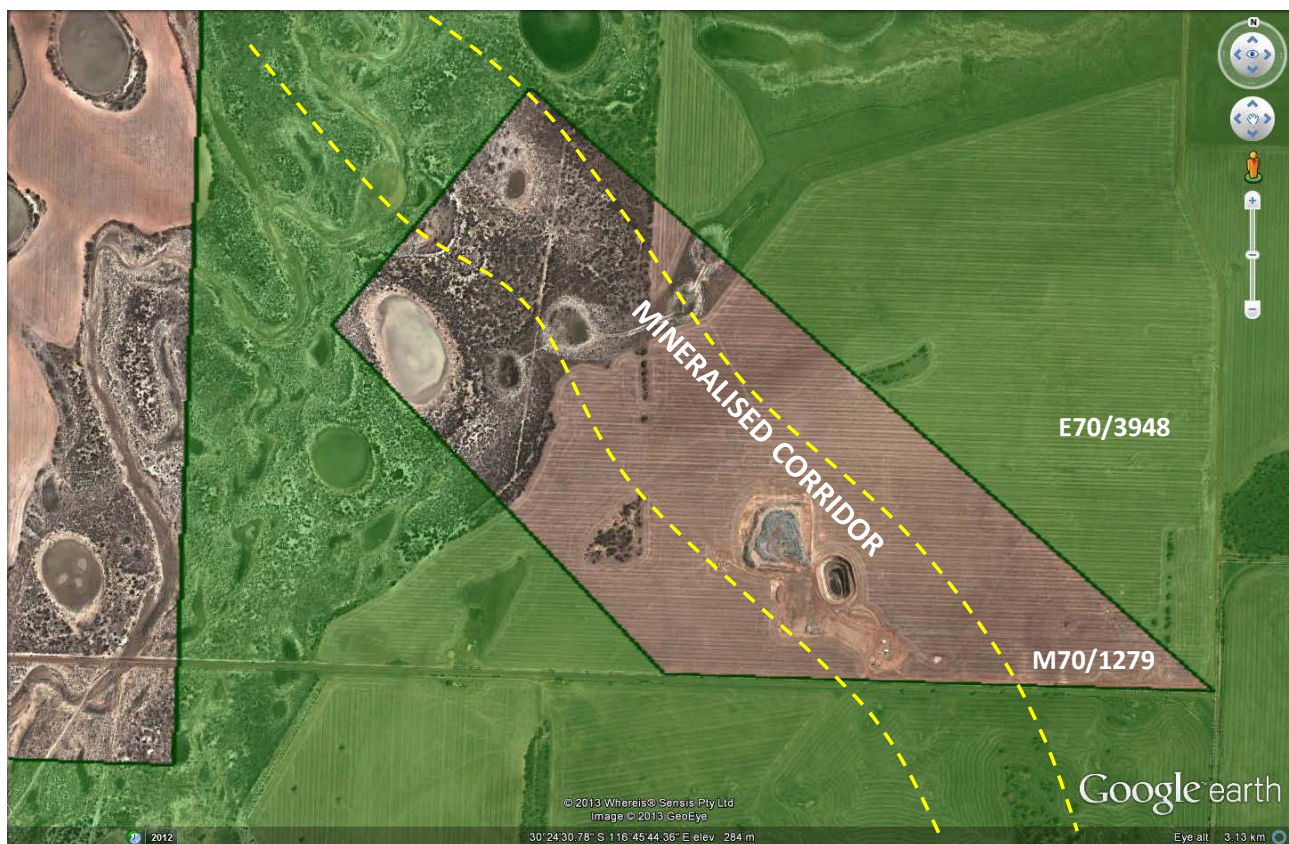 N
MINERALISED CORRIDOR
E70/3948
M70/1279
Google earth
© 2013 Whereis® Sensis Pty Ltd
Image © 2013 GeoEye
2012
30°24'30.78" S 116°45'44.36" E elev 284 m
Eye alt 3.13 km